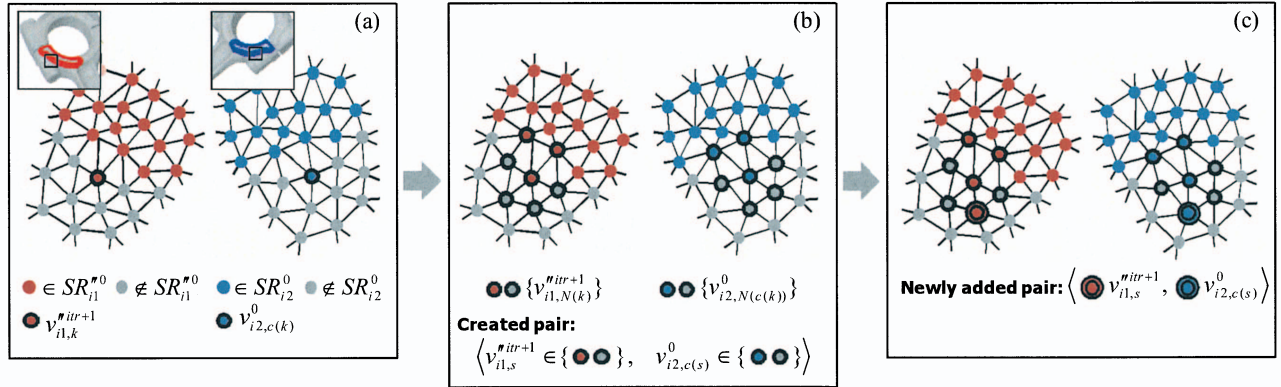 (a)
∈ SR″⁰ᵢ₁ ∉ SR″⁰ᵢ₁ ∈ SR⁰ᵢ₂ ∉ SR⁰ᵢ₂
v″ⁱᵗʳ⁺¹ᵢ₁,ₖ v⁰ᵢ₂,c(k)
(b)
{v″ⁱᵗʳ⁺¹ᵢ₁,N(k)} {v⁰ᵢ₂,N(c(k))}
Created pair:
⟨v″ⁱᵗʳ⁺¹ᵢ₁,ₛ ∈ { }, v⁰ᵢ₂,c(s) ∈ { }⟩
(c)
Newly added pair: ⟨ v″ⁱᵗʳ⁺¹ᵢ₁,ₛ , v⁰ᵢ₂,c(s) ⟩